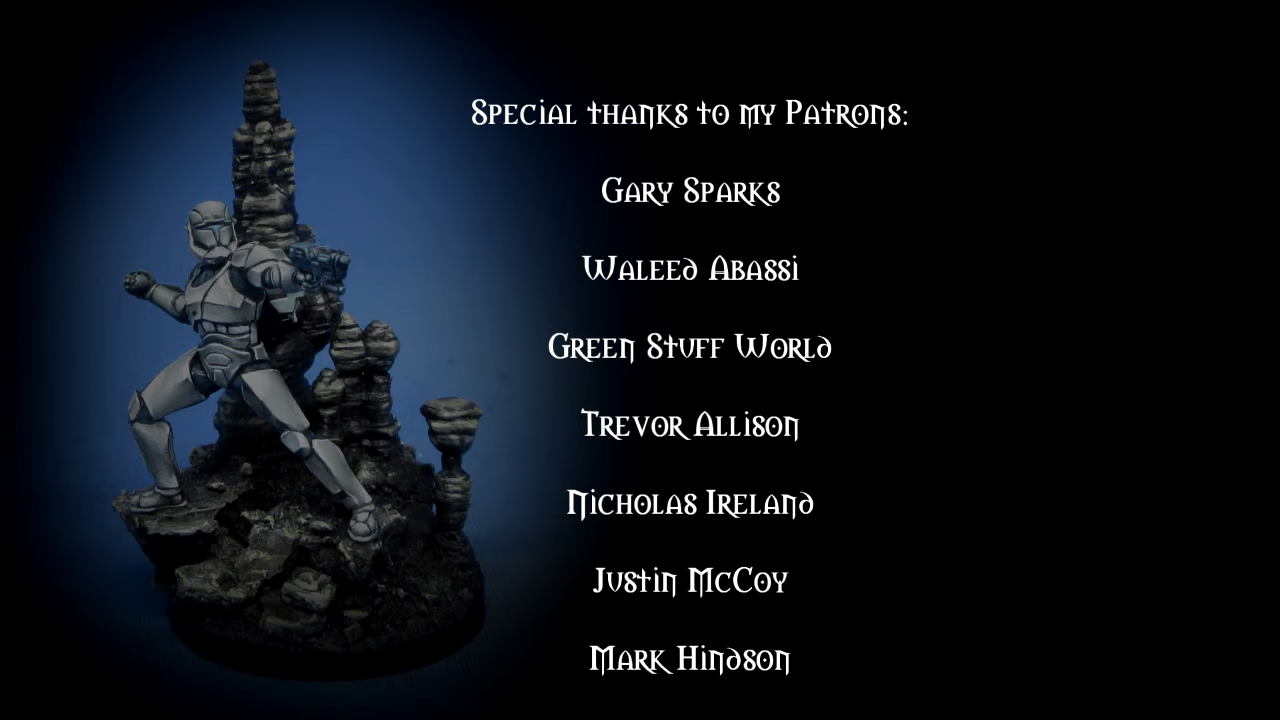 Special thanks to my Patrons:
Gary Sparks
Waleed Abassi
Green Stuff World
Trevor Allison
Nicholas Ireland
Justin McCoy
Mark Hindson